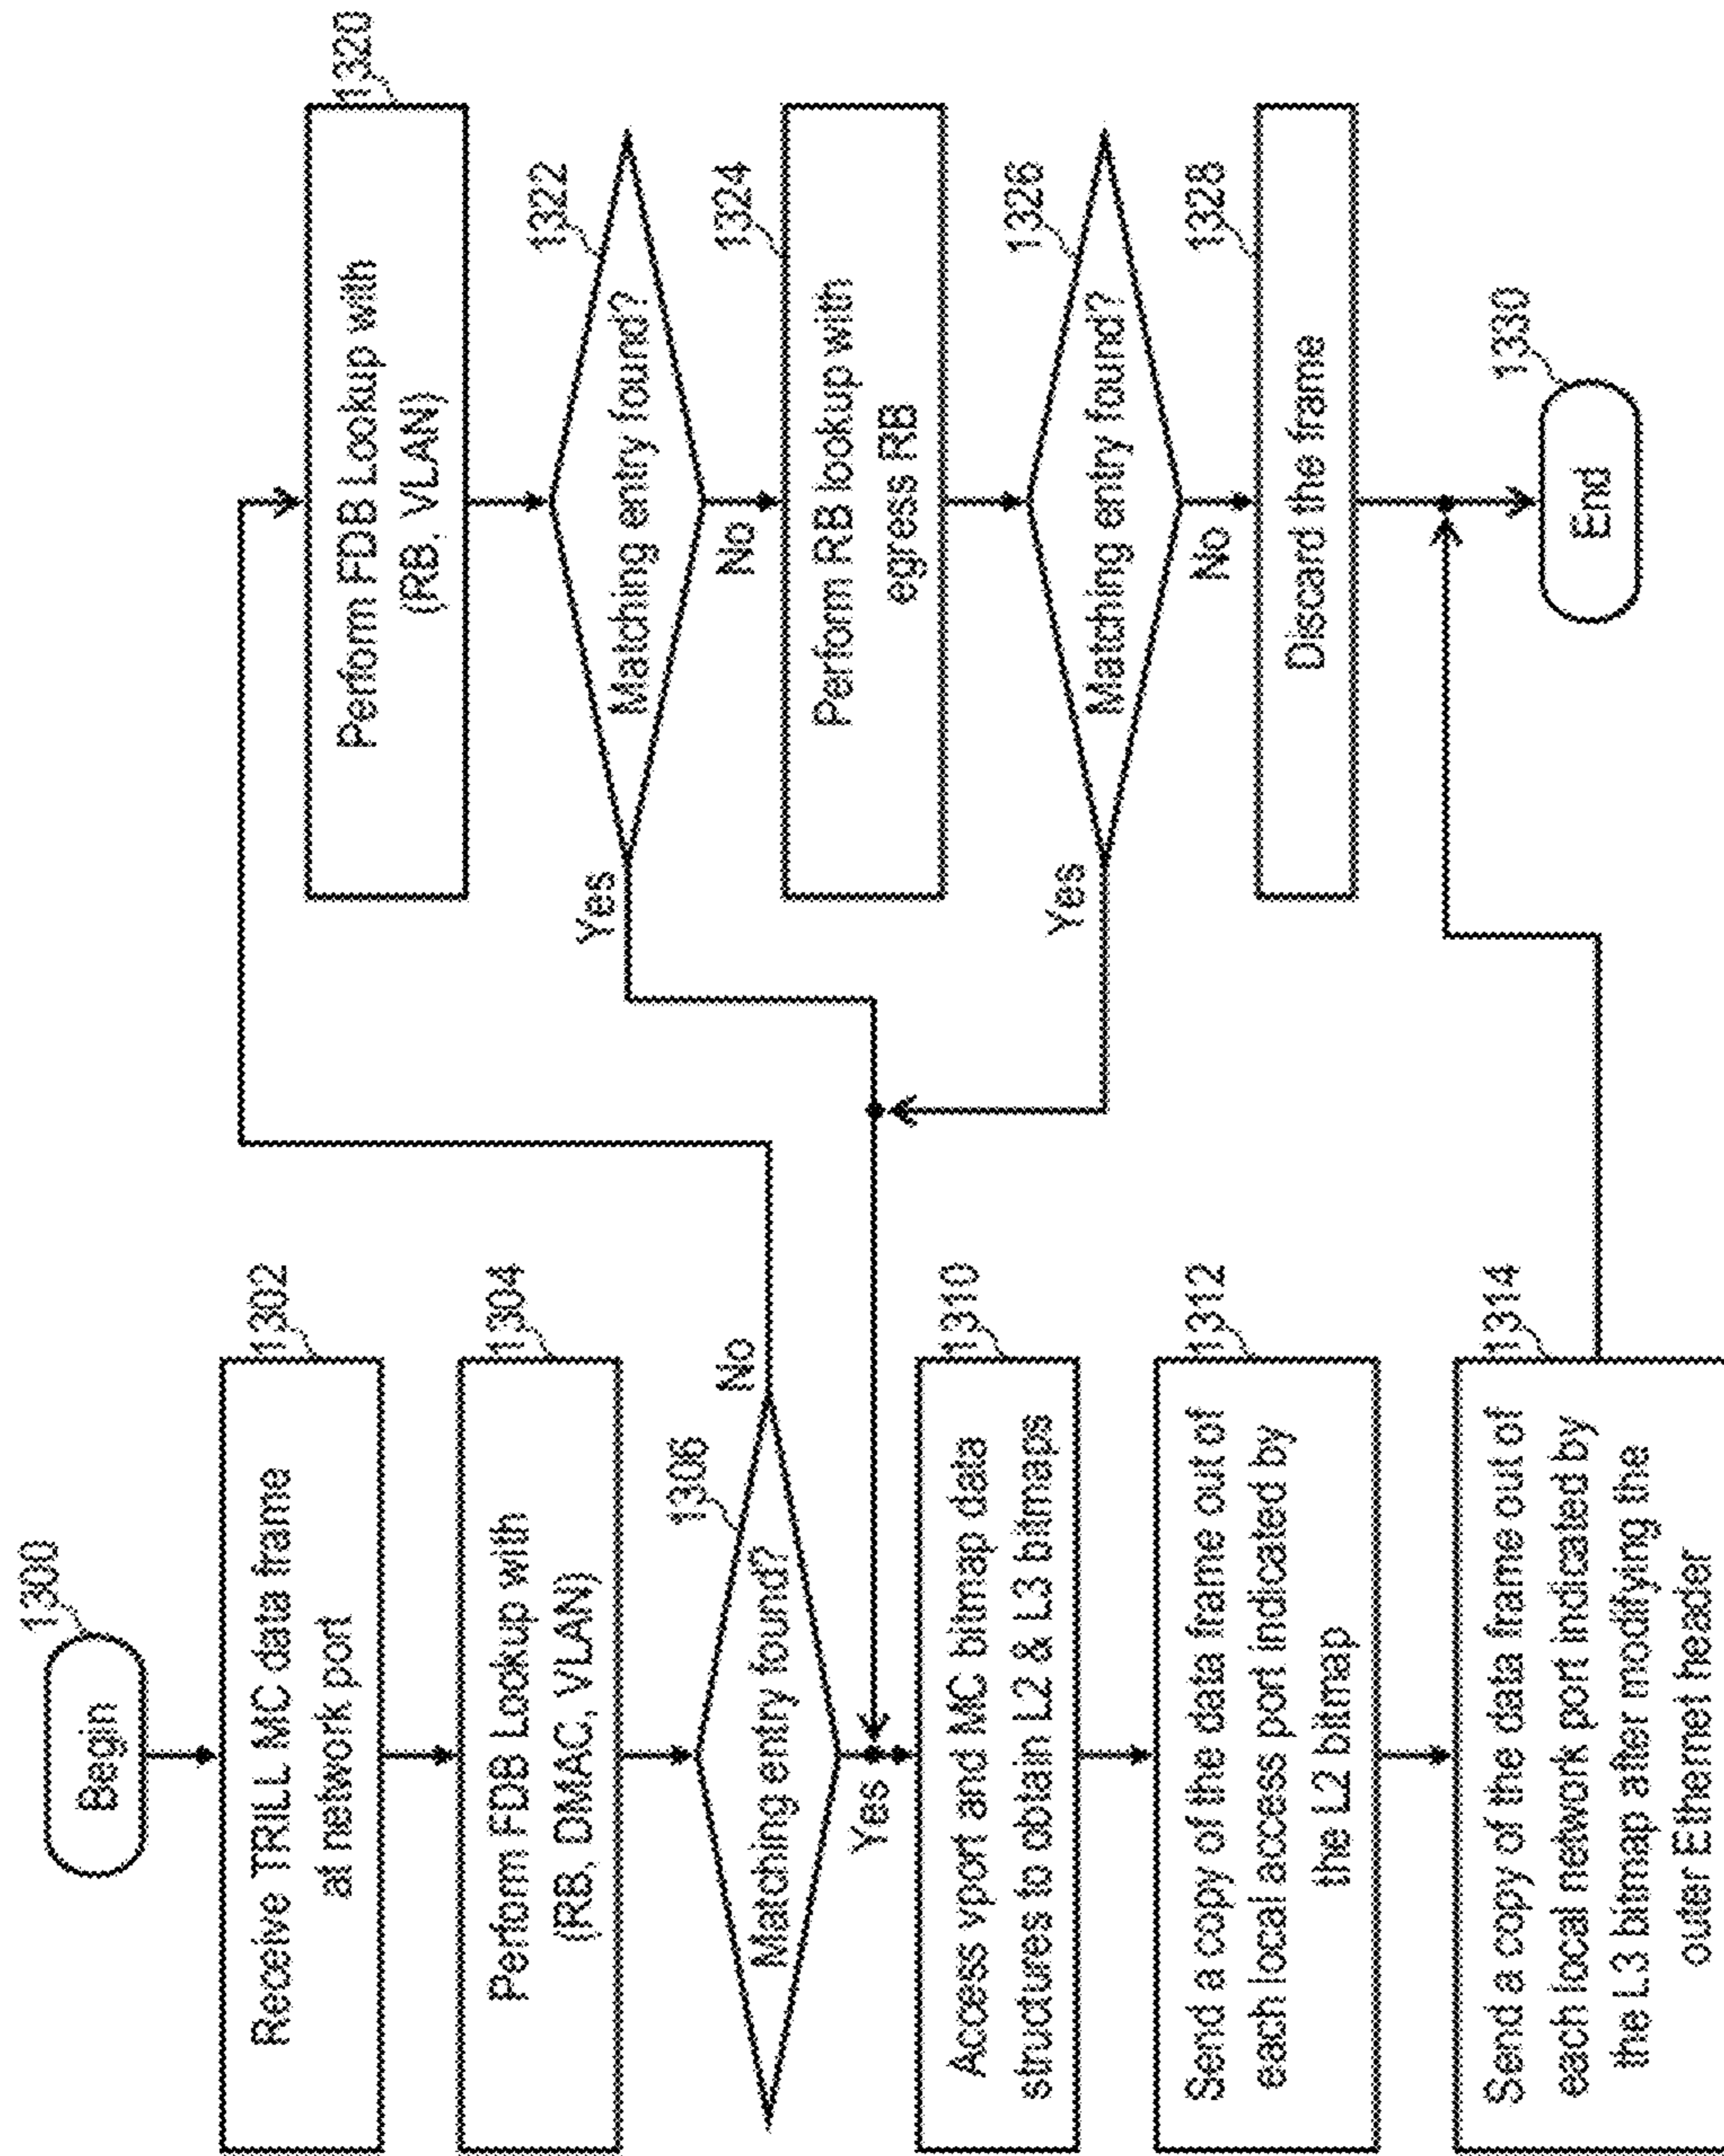 1300
Begin
1302
Receive TRILL MC data frame
at network port
1304
Perform FDB Lookup with
(RB, DMAC, VLAN)
1306
Matching entry found?
No
Yes
1310
Access vport and MC bitmap data
structures to obtain L2 & L3 bitmaps
1312
Send a copy of the data frame out of
each local access port indicated by
the L2 bitmap
1314
Send a copy of the data frame out of
each local network port indicated by
the L3 bitmap after modifying the
outer Ethernet header
1320
Perform FDB Lookup with
(RB, VLAN)
1322
Matching entry found?
Yes
No
1324
Perform RB lookup with
egress RB
1326
Matching entry found?
Yes
No
1328
Discard the frame
1330
End